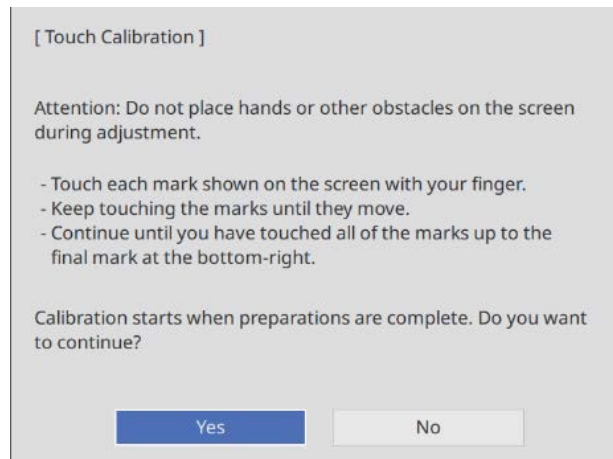 [ Touch Calibration ]
Attention: Do not place hands or other obstacles on the screen
during adjustment.
- Touch each mark shown on the screen with your finger.
- Keep touching the marks until they move.
- Continue until you have touched all of the marks up to the
final mark at the bottom-right.
Calibration starts when preparations are complete. Do you want
to continue?
Yes
No